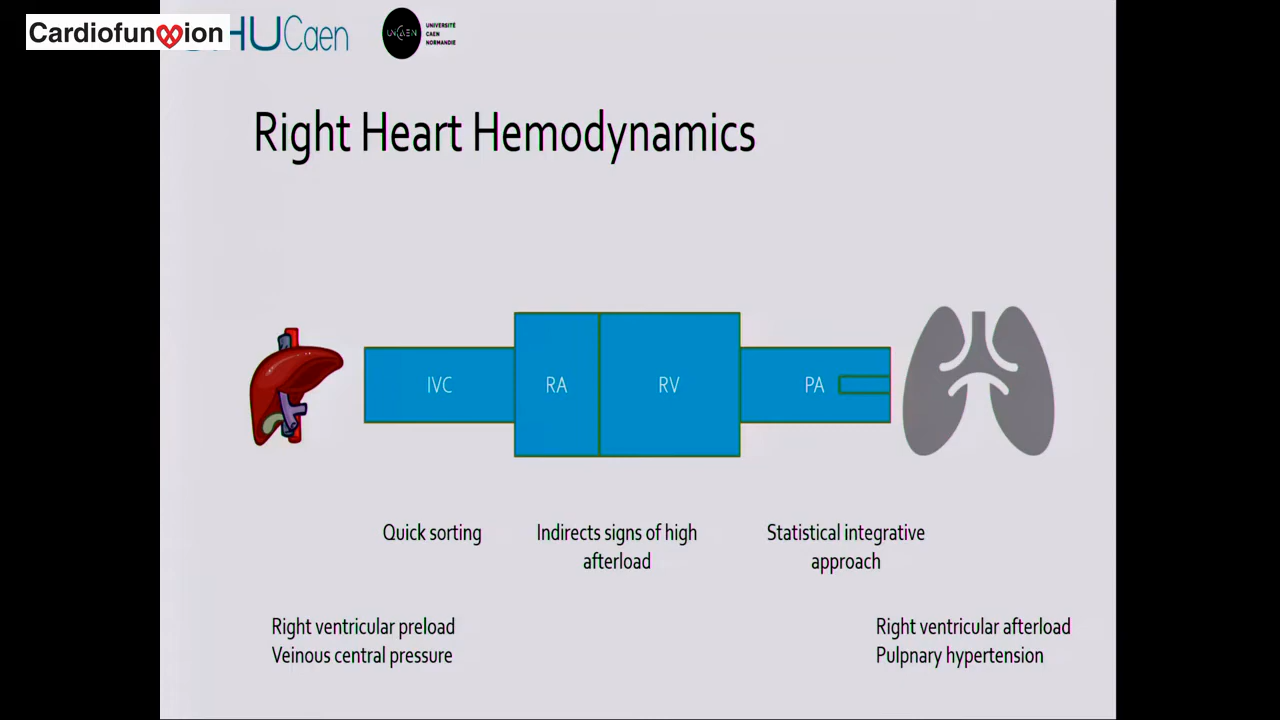 Cardiofunxion
HUCaen
UNICAEN
UNIVERSITÉ
CAEN
NORMANDIE
Right Heart Hemodynamics
IVC
RA
RV
PA
Quick sorting
Indirects signs of high
afterload
Statistical integrative
approach
Right ventricular preload
Veinous central pressure
Right ventricular afterload
Pulpnary hypertension